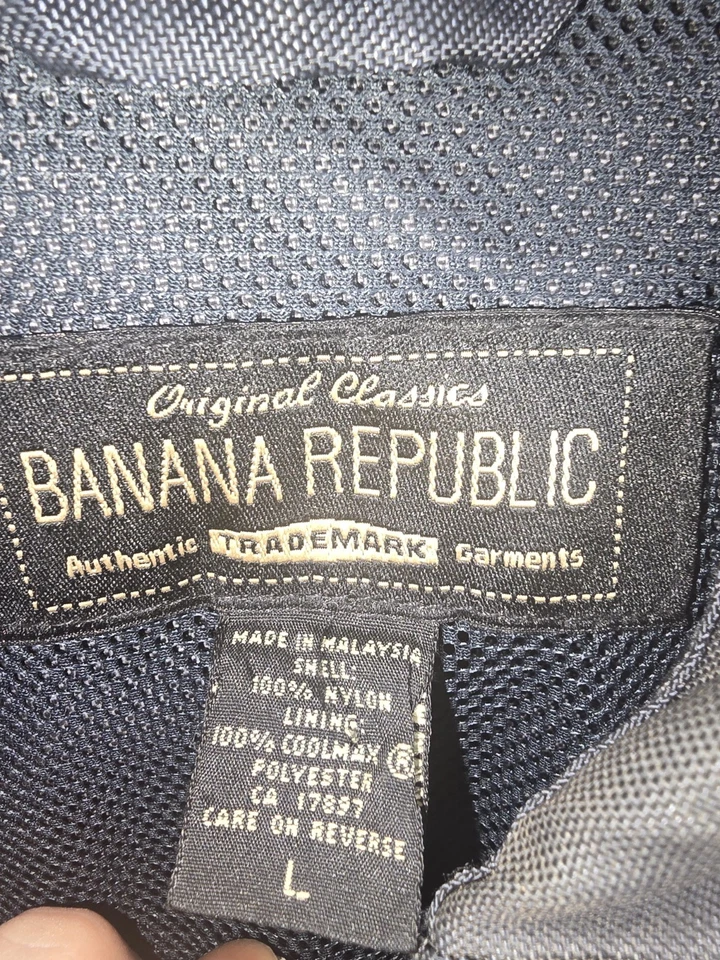 Original Classics
BANANA REPUBLIC
Authentic TRADEMARK Garments
MADE IN MALAYSIA
SHELL:
100% NYLON
LINING:
100% COOLMAX ®
POLYESTER
CA 17897
CARE ON REVERSE
L